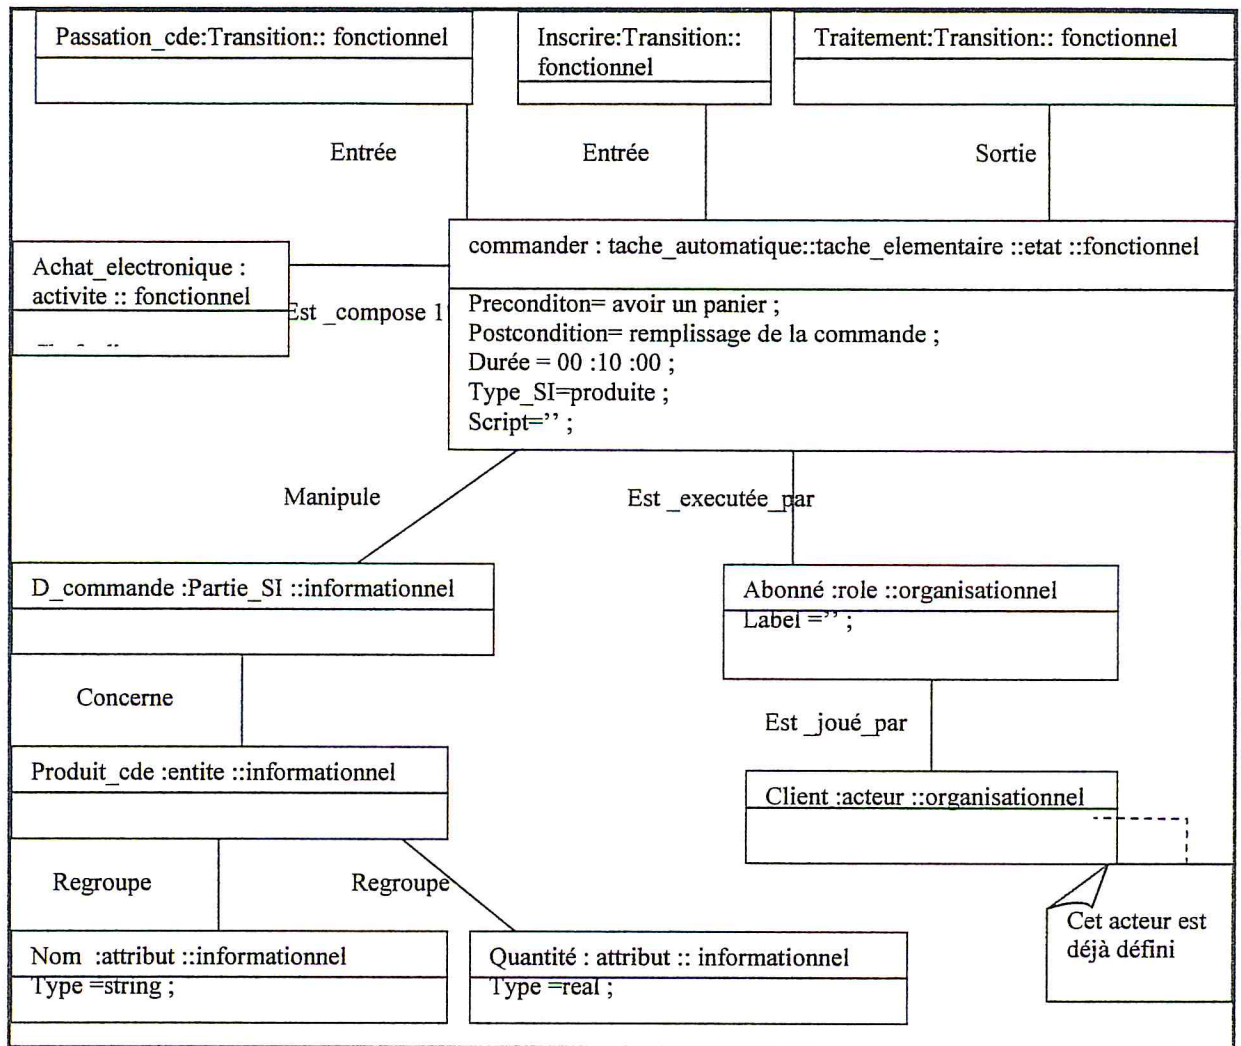 Passation_cde:Transition:: fonctionnel
Inscrire:Transition::
fonctionnel
Traitement:Transition:: fonctionnel
Entrée
Entrée
Sortie
commander : tache_automatique::tache_elementaire ::etat ::fonctionnel
Achat_electronique :
activite :: fonctionnel
Est _compose 1
Preconditon= avoir un panier ;
Postcondition= remplissage de la commande ;
Durée = 00 :10 :00 ;
Type_SI=produite ;
Script='' ;
Manipule
Est _executée_par
D_commande :Partie_SI ::informationnel
Abonné :role ::organisationnel
Label ='' ;
Concerne
Est _joué_par
Produit_cde :entite ::informationnel
Client :acteur ::organisationnel
Regroupe
Regroupe
Cet acteur est
déjà défini
Nom :attribut ::informationnel
Type =string ;
Quantité : attribut :: informationnel
Type =real ;